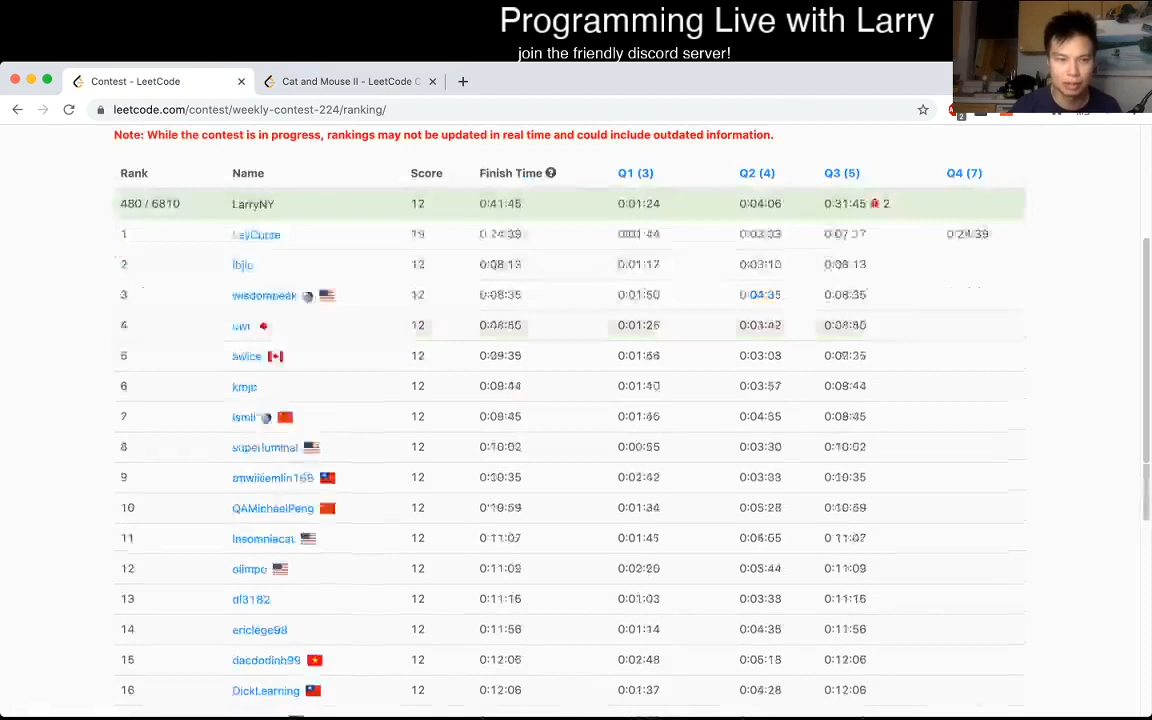 Programming Live with Larry
join the friendly discord server!
Contest - LeetCode
Cat and Mouse II - LeetCode C
leetcode.com/contest/weekly-contest-224/ranking/
2
Note: While the contest is in progress, rankings may not be updated in real time and could include outdated information.
Rank Name Score Finish Time Q1 (3) Q2 (4) Q3 (5) Q4 (7)
480 / 6810 LarryNY 12 0:41:45 0:01:24 0:04:06 0:31:45 2
1 0:24:39
2 12 0:08:13 0:01:17 0:03:10 0:08:13
3 wisdompeak 12 0:08:35 0:01:50 0:04:35 0:08:35
4 uwi 12 0:03:42
5 awice 12 0:03:03
6 12 0:08:44 0:01:40 0:03:57 0:08:44
7 12 0:08:45 0:08:45
8 superluminal 12 0:03:30
9 12 0:10:35 0:02:42 0:03:33 0:10:35
10 QAMichaelPeng 12 0:10:59 0:01:34 0:05:28 0:10:59
11 Insomniacat 12 0:11:07 0:01:45 0:11:07
12 olimpo 12 0:11:09 0:11:09
13 dl3182 12 0:11:16 0:01:03 0:03:33 0:11:16
14 12 0:11:56 0:01:14 0:04:35 0:11:56
15 dacdodinh99 12 0:12:06 0:02:48 0:05:18 0:12:06
16 DickLearning 12 0:12:06 0:01:37 0:04:28 0:12:06